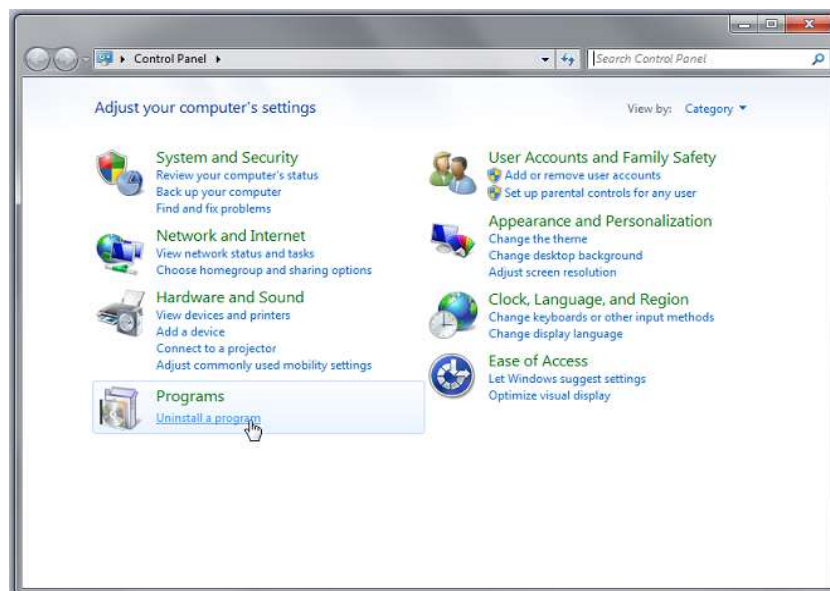 Control Panel
Search Control Panel
Adjust your computer's settings
View by: Category
System and Security
Review your computer's status
Back up your computer
Find and fix problems
Network and Internet
View network status and tasks
Choose homegroup and sharing options
Hardware and Sound
View devices and printers
Add a device
Connect to a projector
Adjust commonly used mobility settings
Programs
Uninstall a program
User Accounts and Family Safety
Add or remove user accounts
Set up parental controls for any user
Appearance and Personalization
Change the theme
Change desktop background
Adjust screen resolution
Clock, Language, and Region
Change keyboards or other input methods
Change display language
Ease of Access
Let Windows suggest settings
Optimize visual display